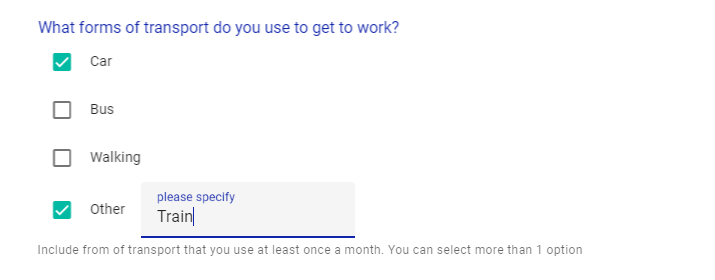 What forms of transport do you use to get to work?
Car
Bus
Walking
Other
please specify
Train
Include from of transport that you use at least once a month. You can select more than 1 option